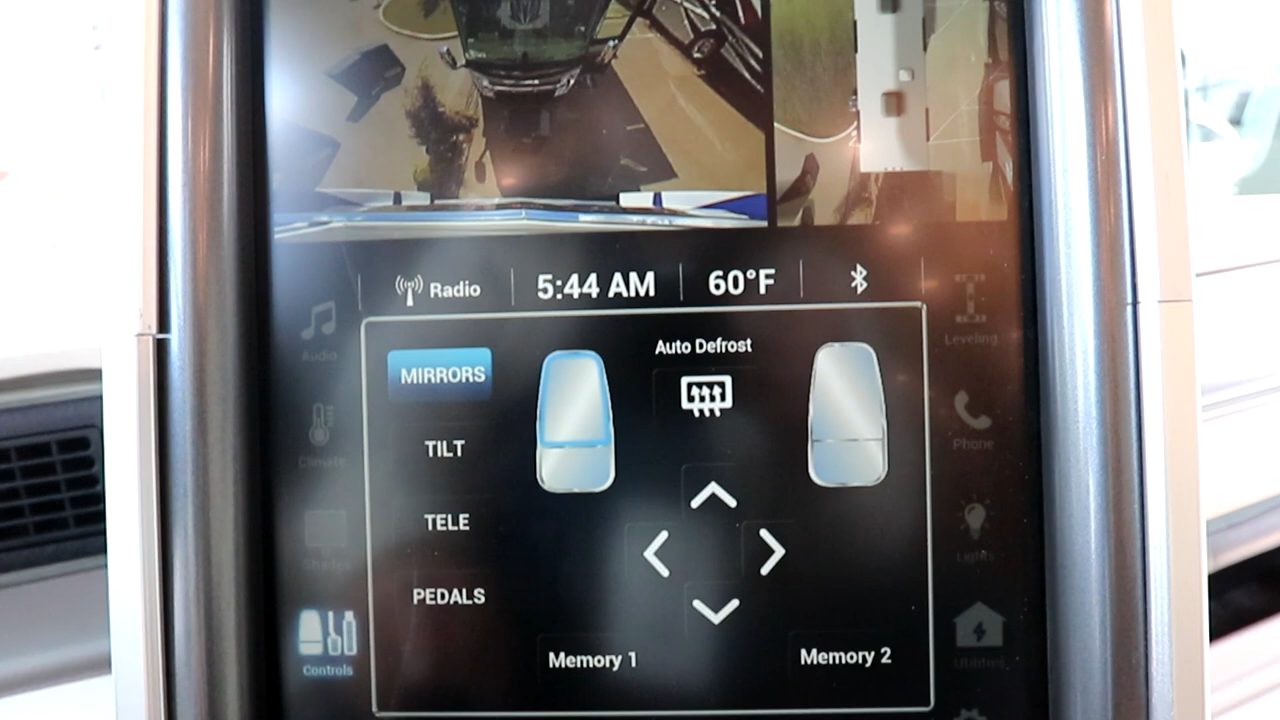 Radio
5:44 AM
60°F
Audio
Climate
Shades
Controls
MIRRORS
TILT
TELE
PEDALS
Auto Defrost
Memory 1
Memory 2
Leveling
Phone
Lights
Utilities